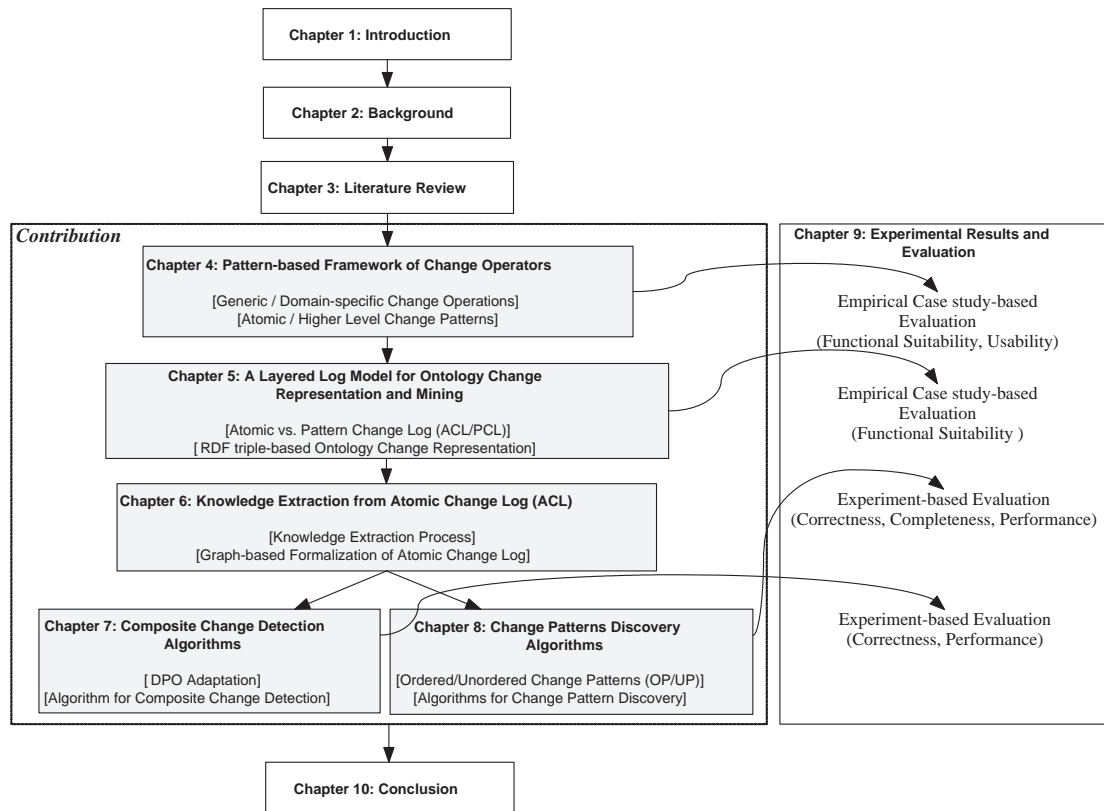 Chapter 1: Introduction
Chapter 2: Background
Chapter 3: Literature Review
Contribution
Chapter 4: Pattern-based Framework of Change Operators
[Generic / Domain-specific Change Operations]
[Atomic / Higher Level Change Patterns]
Chapter 5: A Layered Log Model for Ontology Change
Representation and Mining
[Atomic vs. Pattern Change Log (ACL/PCL)]
[ RDF triple-based Ontology Change Representation]
Chapter 6: Knowledge Extraction from Atomic Change Log (ACL)
[Knowledge Extraction Process]
[Graph-based Formalization of Atomic Change Log]
Chapter 7: Composite Change Detection
Algorithms
[ DPO Adaptation]
[Algorithm for Composite Change Detection]
Chapter 8: Change Patterns Discovery
Algorithms
[Ordered/Unordered Change Patterns (OP/UP)]
[Algorithms for Change Pattern Discovery]
Chapter 9: Experimental Results and
Evaluation
Empirical Case study-based
Evaluation
(Functional Suitability, Usability)
Empirical Case study-based
Evaluation
(Functional Suitability )
Experiment-based Evaluation
(Correctness, Completeness, Performance)
Experiment-based Evaluation
(Correctness, Performance)
Chapter 10: Conclusion